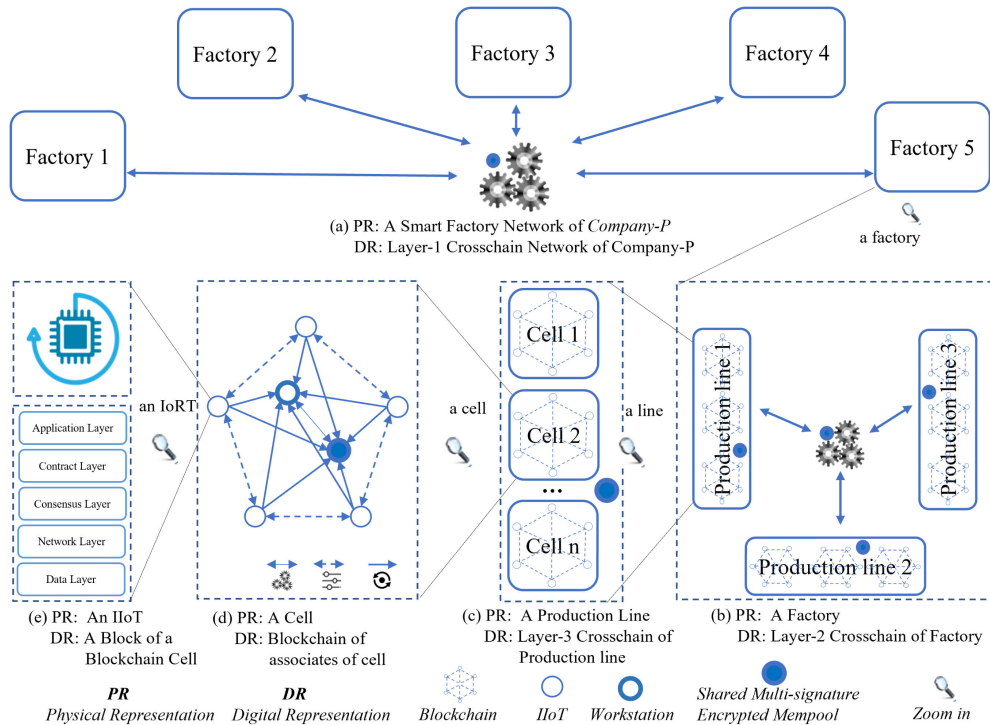 Factory 1
Factory 2
Factory 3
Factory 4
Factory 5
(a) PR: A Smart Factory Network of Company-P
DR: Layer-1 Crosschain Network of Company-P
a factory
an IoRT
a cell
a line
Application Layer
Contract Layer
Consensus Layer
Network Layer
Data Layer
Cell 1
Cell 2
...
Cell n
Production line 1
Production line 2
Production line 3
(e) PR: An IIoT
DR: A Block of a
Blockchain Cell
(d) PR: A Cell
DR: Blockchain of
associates of cell
(c) PR: A Production Line
DR: Layer-3 Crosschain of
Production line
(b) PR: A Factory
DR: Layer-2 Crosschain of Factory
PR
Physical Representation
DR
Digital Representation
Blockchain
IIoT
Workstation
Shared Multi-signature
Encrypted Mempool
Zoom in